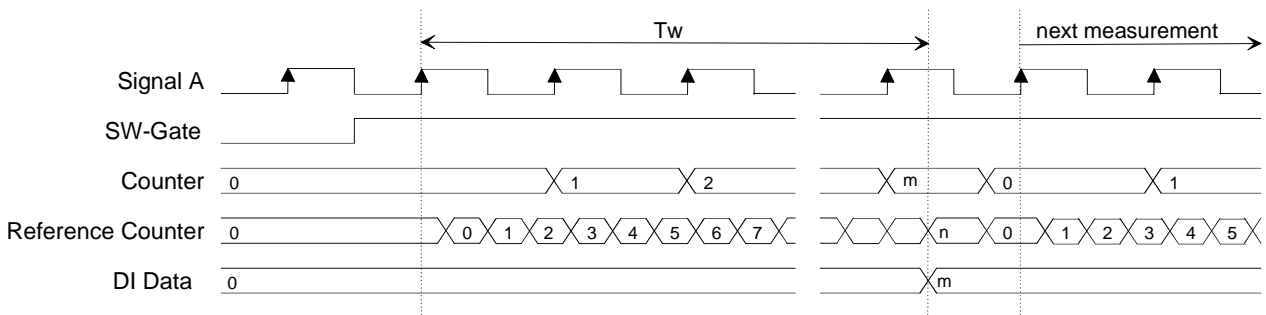 Tw next measurement
Signal A
SW-Gate
Counter 0 1 2 m 0 1
Reference Counter 0 0 1 2 3 4 5 6 7 n 0 1 2 3 4 5
DI Data 0 m